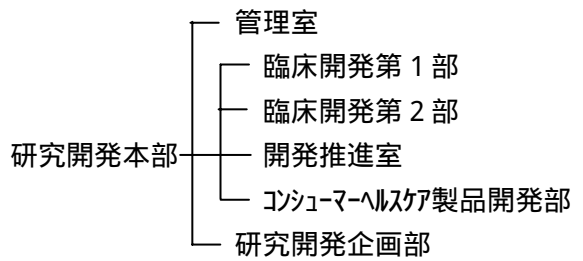 管理室
臨床開発第1部
臨床開発第2部
研究開発本部
開発推進室
ｺﾝｼｭｰﾏｰﾍﾙｽｹｱ製品開発部
研究開発企画部